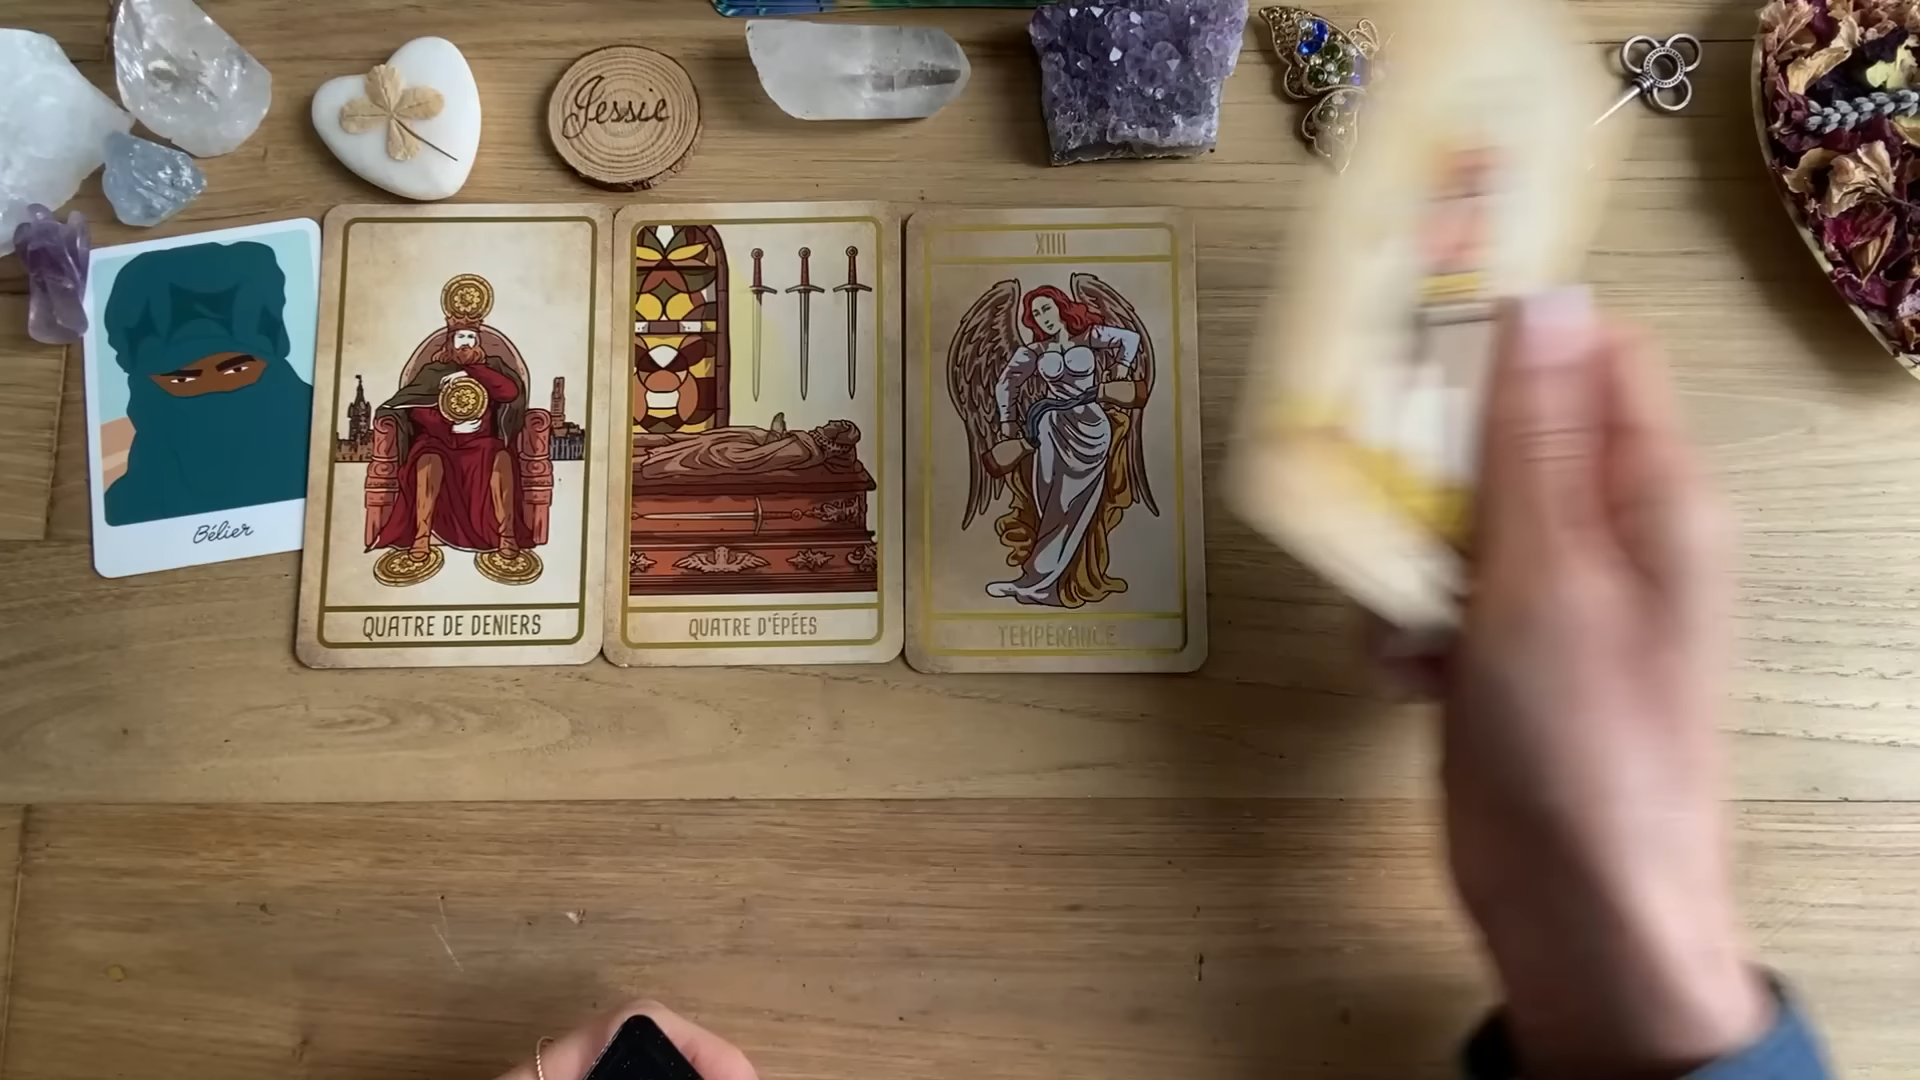 Jessie
Bélier
QUATRE DE DENIERS
QUATRE D'ÉPÉES
XIIII
TEMPÉRANCE